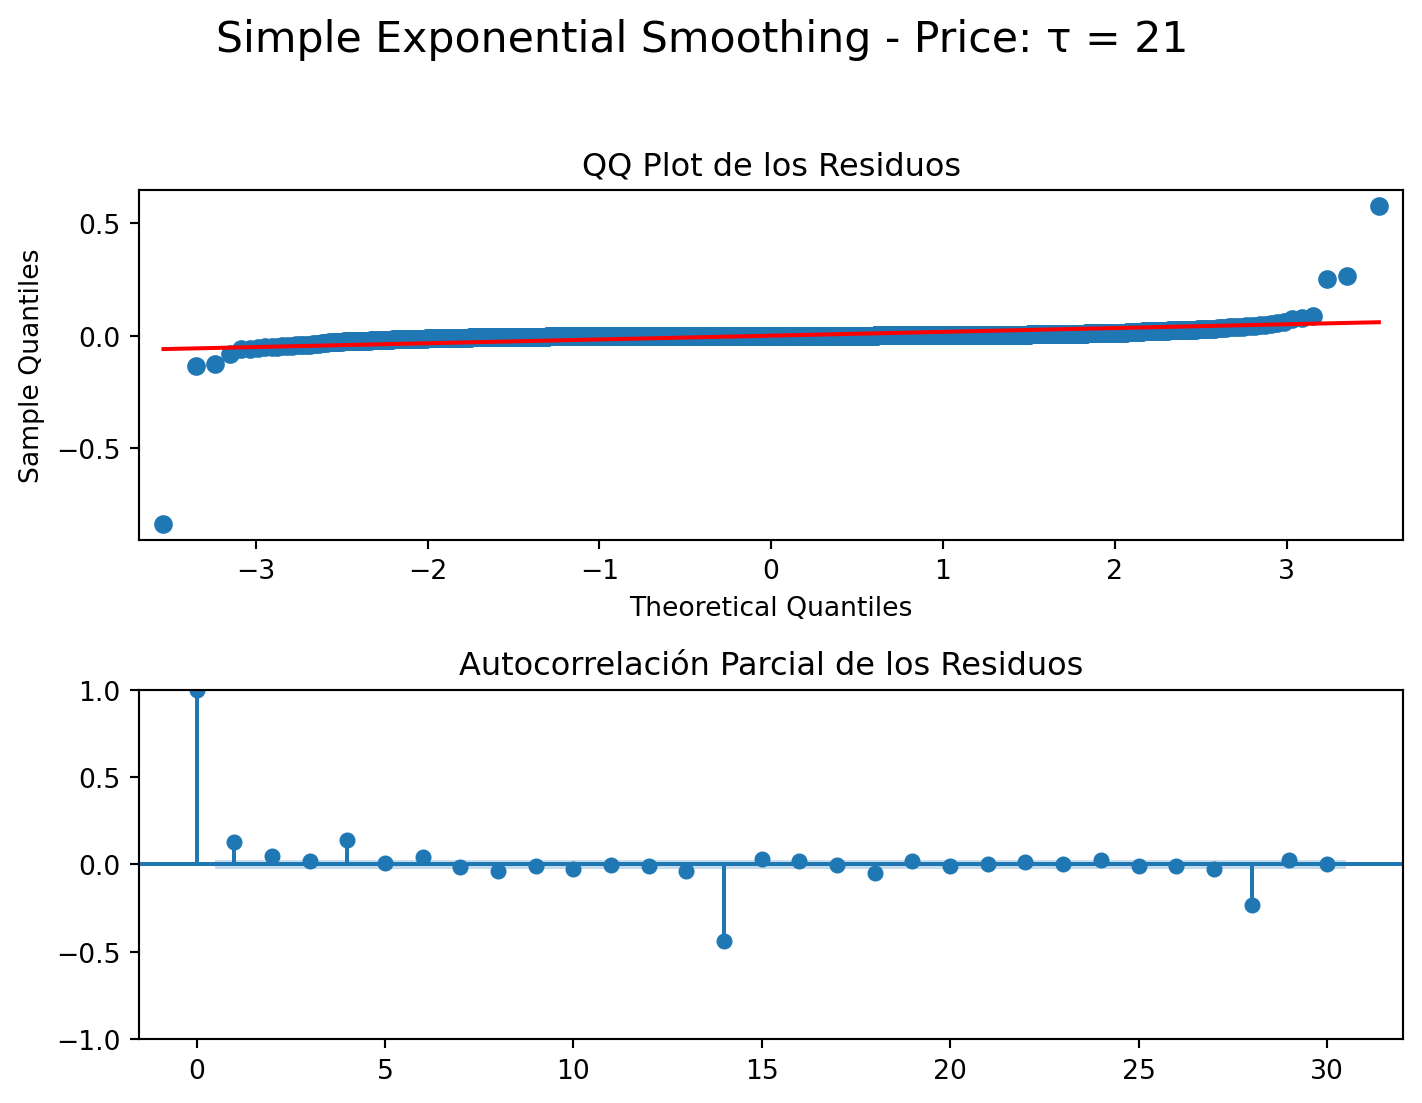 Simple Exponential Smoothing - Price: τ = 21
QQ Plot de los Residuos
0.5
0.0
−0.5
Sample Quantiles
−3 −2 −1 0 1 2 3
Theoretical Quantiles
Autocorrelación Parcial de los Residuos
1.0
0.5
0.0
−0.5
−1.0
0 5 10 15 20 25 30